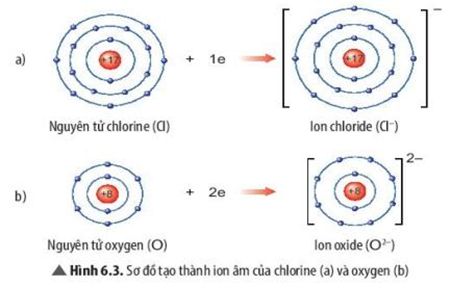 a) +17 + 1e +17 –
Nguyên tử chlorine (Cl) Ion chloride (Cl⁻)
b) +8 + 2e +8 2–
Nguyên tử oxygen (O) Ion oxide (O²⁻)
▲ Hình 6.3. Sơ đồ tạo thành ion âm của chlorine (a) và oxygen (b)